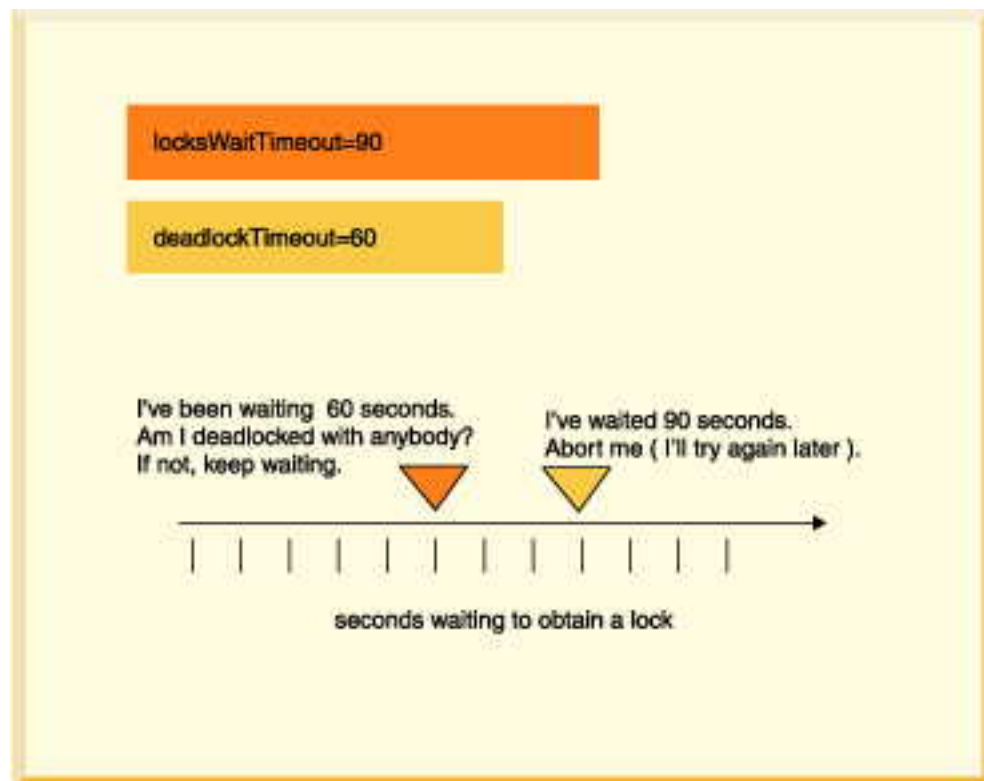 locksWaitTimeout=90
deadlockTimeout=60
I've been waiting 60 seconds.
Am I deadlocked with anybody?
If not, keep waiting.
I've waited 90 seconds.
Abort me ( I'll try again later ).
seconds waiting to obtain a lock